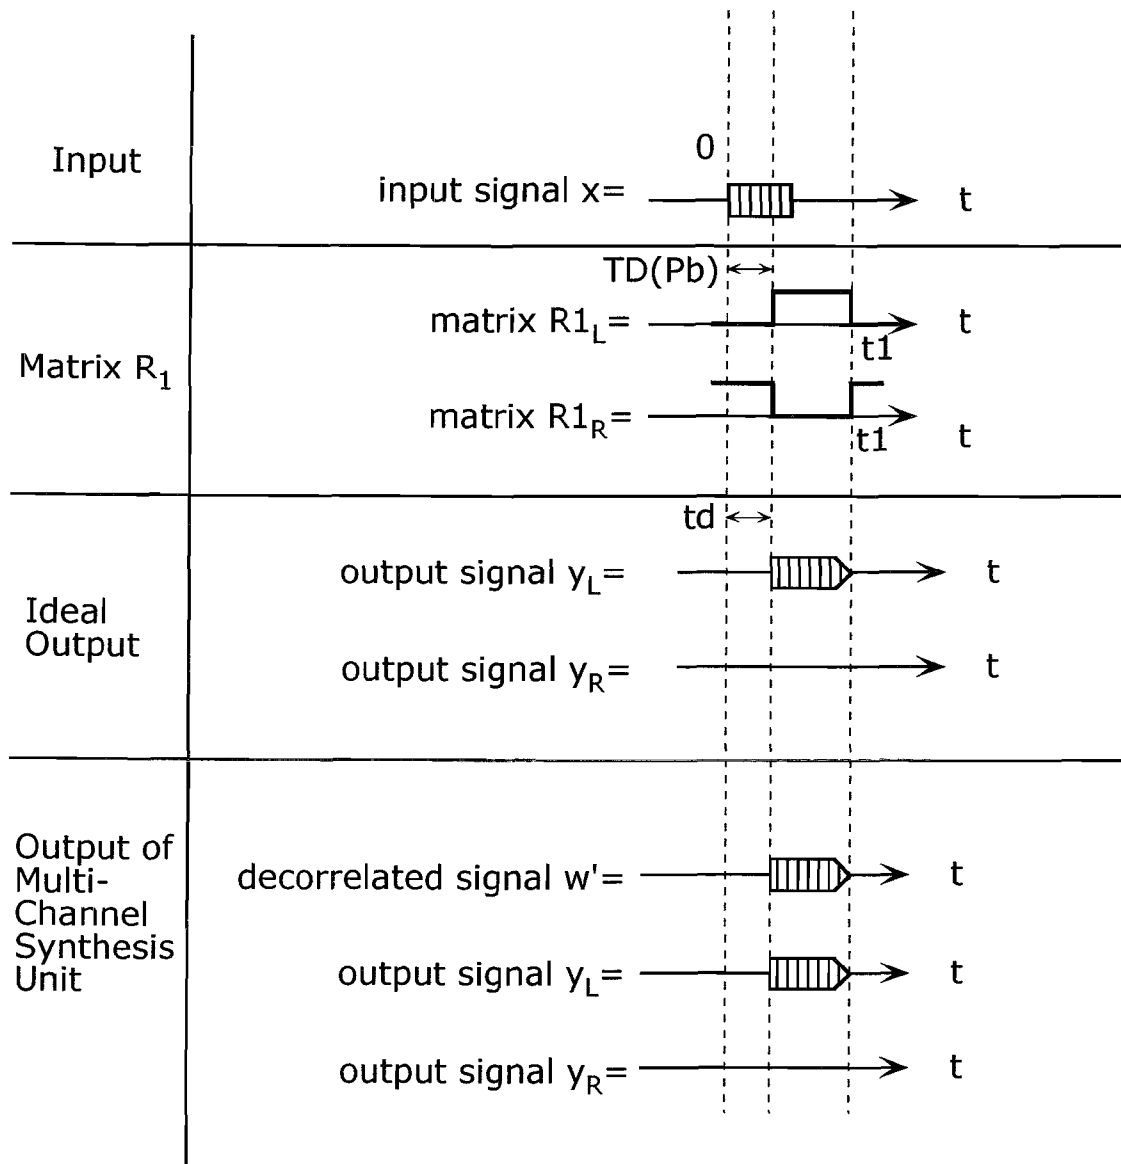 Input
0
input signal x=
t
Matrix R1
TD(Pb)
matrix R1L=
t
t1
matrix R1R=
t1
t
Ideal
Output
td
output signal yL=
t
output signal yR=
t
Output of
Multi-
Channel
Synthesis
Unit
decorrelated signal w'=
t
output signal yL=
t
output signal yR=
t